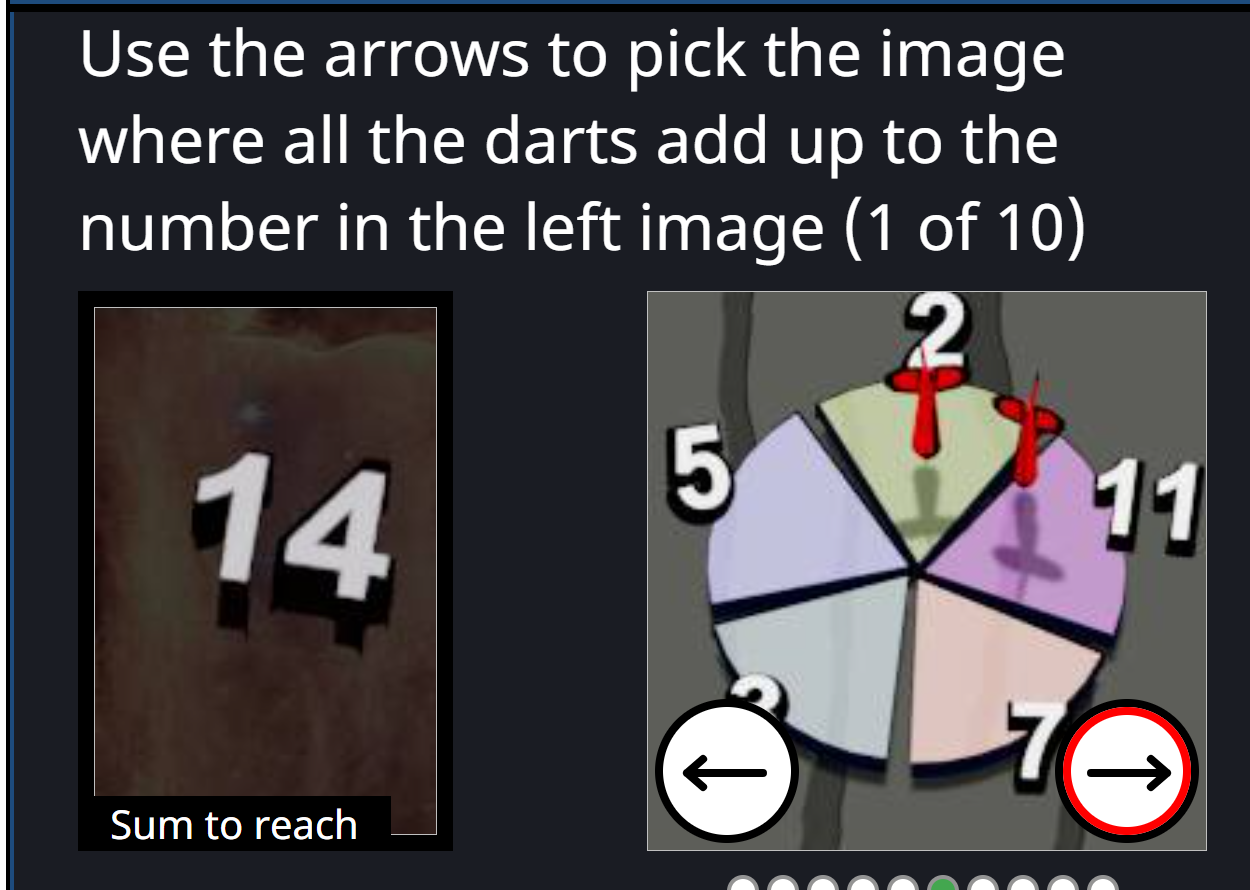 Use the arrows to pick the image
where all the darts add up to the
number in the left image (1 of 10)
14
Sum to reach
2
5
11
7